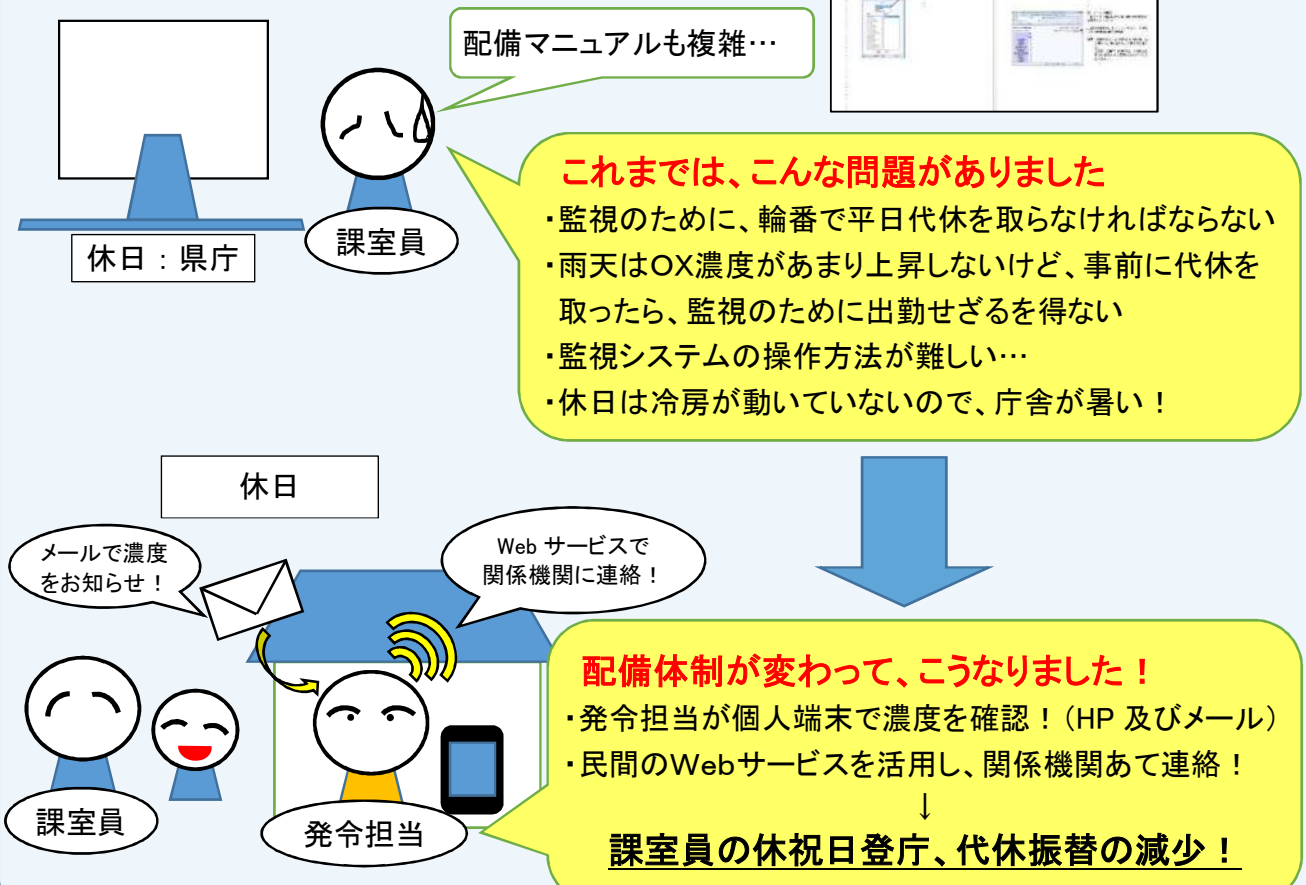 配備マニュアルも複雑…
これまでは、こんな問題がありました
・監視のために、輪番で平日代休を取らなければならない
・雨天はOX濃度があまり上昇しないけど、事前に代休を
取ったら、監視のために出勤せざるを得ない
・監視システムの操作方法が難しい…
・休日は冷房が動いていないので、庁舎が暑い！
課室員
休日：県庁
休日
メールで濃度
をお知らせ！
Web サービスで
関係機関に連絡！
配備体制が変わって、こうなりました！
・発令担当が個人端末で濃度を確認！（HP 及びメール）
・民間のWebサービスを活用し、関係機関あて連絡！
↓
課室員の休祝日登庁、代休振替の減少！
課室員
発令担当